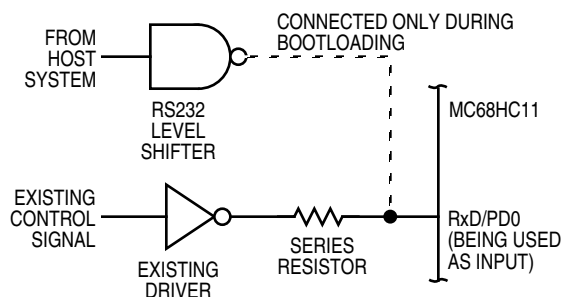 FROM
HOST
SYSTEM
CONNECTED ONLY DURING
BOOTLOADING
RS232
LEVEL
SHIFTER
MC68HC11
EXISTING
CONTROL
SIGNAL
EXISTING
DRIVER
SERIES
RESISTOR
RxD/PD0
(BEING USED
AS INPUT)